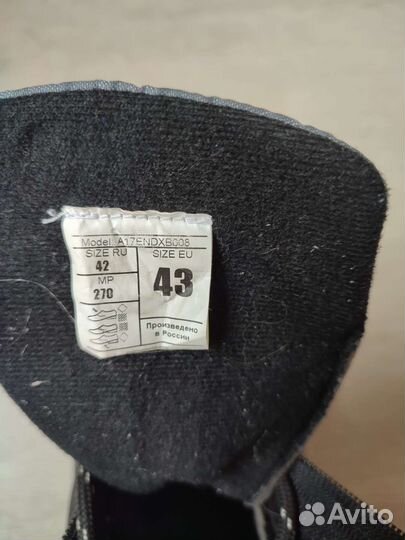 Model: A17ENDXB008
SIZE RU
42
MP
270
SIZE EU
43
Произведено
в России
Avito